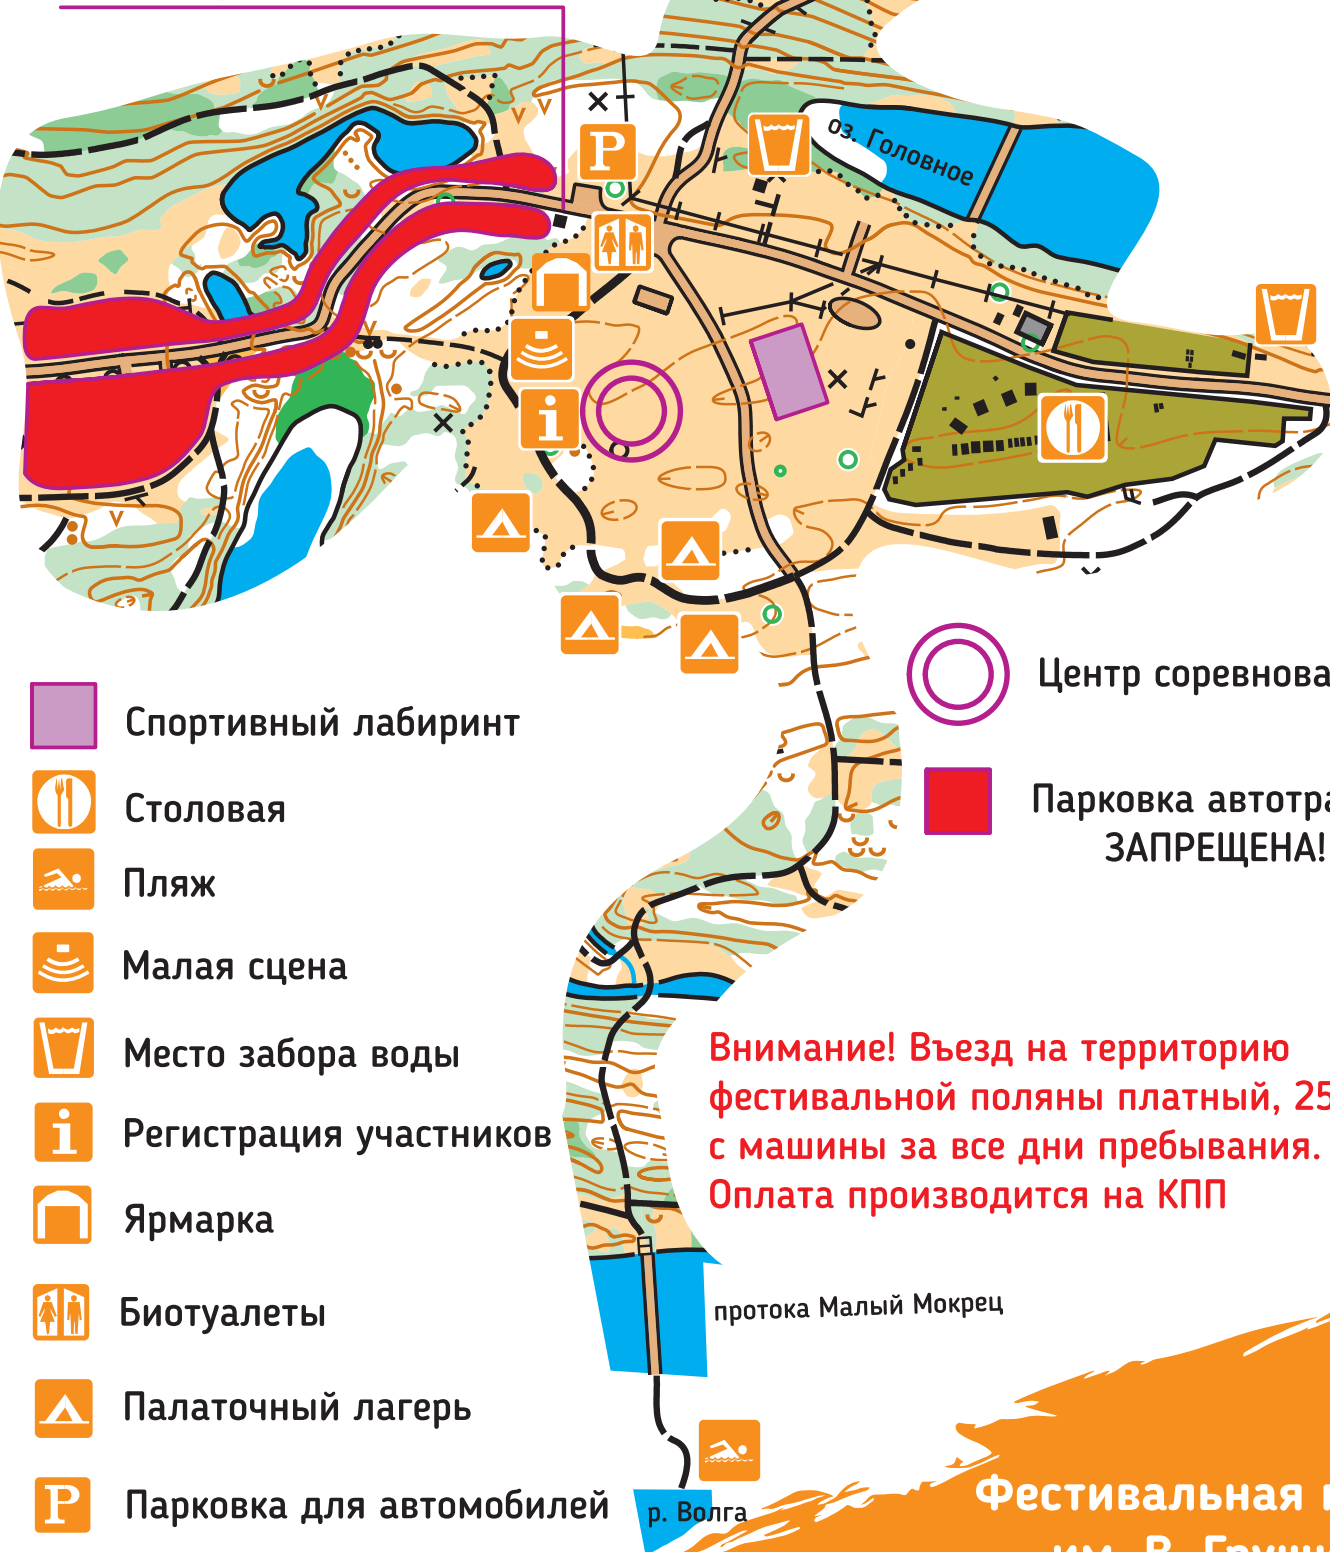 P
оз. Головное
i
Центр соревнова
Спортивный лабиринт
Столовая
Парковка автотра
ЗАПРЕЩЕНА!
Пляж
Малая сцена
Место забора воды
i
Регистрация участников
Ярмарка
Биотуалеты
Палаточный лагерь
P
Парковка для автомобилей
Внимание! Въезд на территорию
фестивальной поляны платный, 25
с машины за все дни пребывания.
Оплата производится на КПП
протока Малый Мокрец
р. Волга
Фестивальная
им. В. Груши